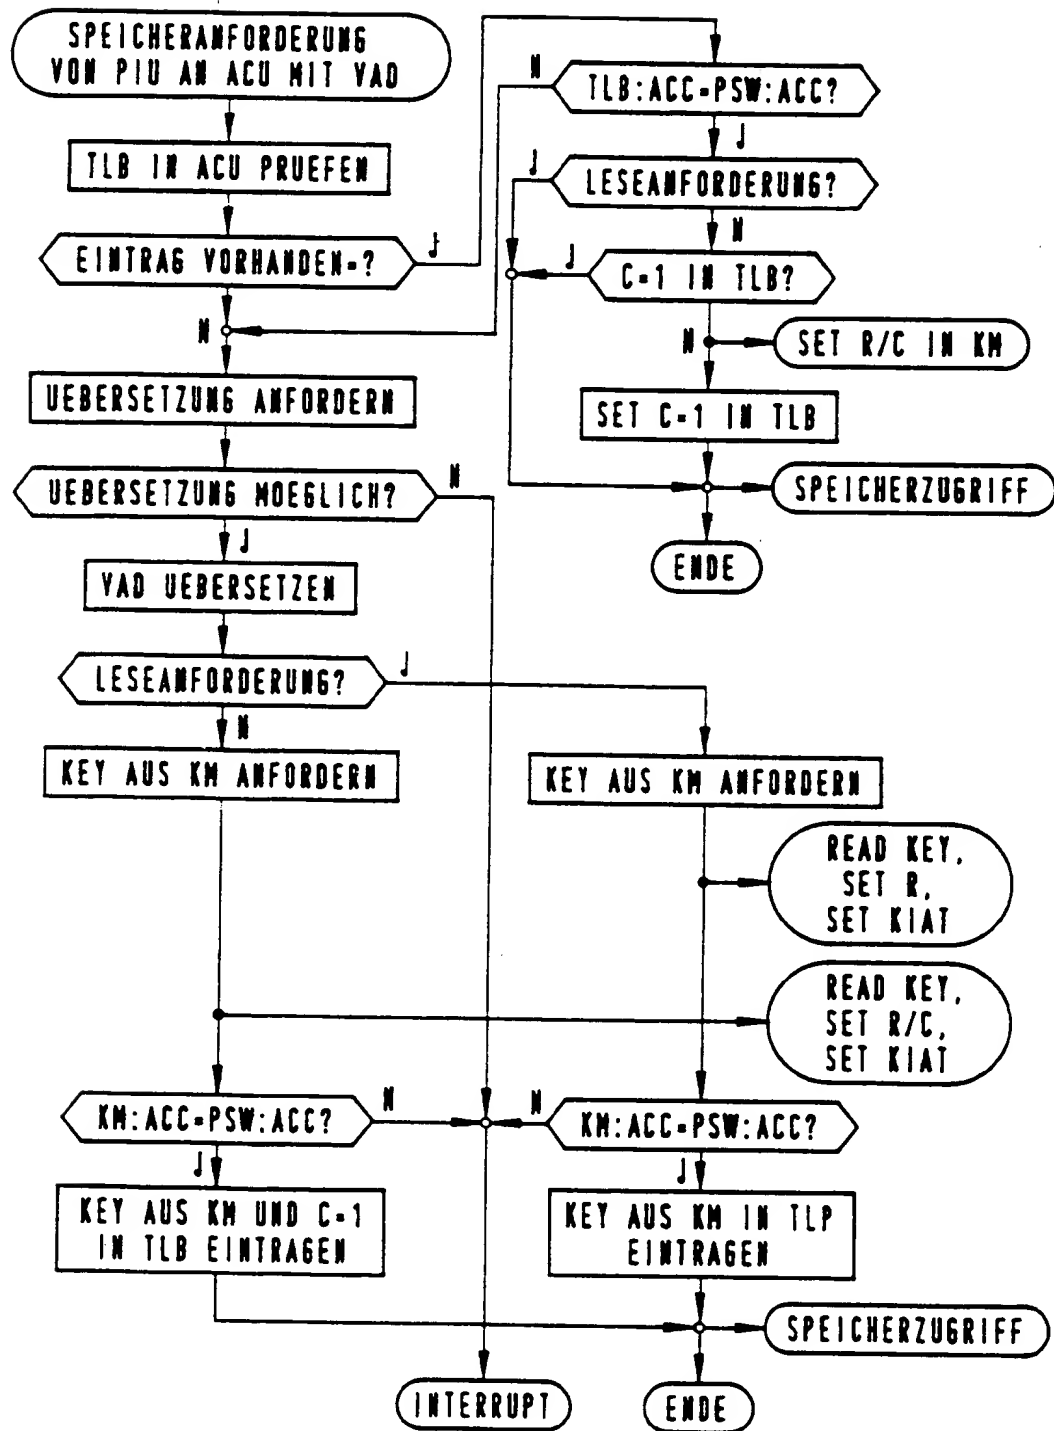 SPEICHERANFORDERUNG
VON PIU AN ACU MIT VAD
TLB IN ACU PRUEFEN
EINTRAG VORHANDEN=?
J
N
UEBERSETZUNG ANFORDERN
UEBERSETZUNG MOEGLICH?
N
J
VAD UEBERSETZEN
LESEANFORDERUNG?
J
N
KEY AUS KM ANFORDERN
KM:ACC=PSW:ACC?
N
J
KEY AUS KM UND C=1
IN TLB EINTRAGEN
INTERRUPT
N
TLB:ACC=PSW:ACC?
J
J
LESEANFORDERUNG?
N
J
C=1 IN TLB?
N
SET R/C IN KM
SET C=1 IN TLB
SPEICHERZUGRIFF
ENDE
KEY AUS KM ANFORDERN
READ KEY,
SET R,
SET KIAT
READ KEY,
SET R/C,
SET KIAT
N
KM:ACC=PSW:ACC?
J
KEY AUS KM IN TLP
EINTRAGEN
SPEICHERZUGRIFF
ENDE